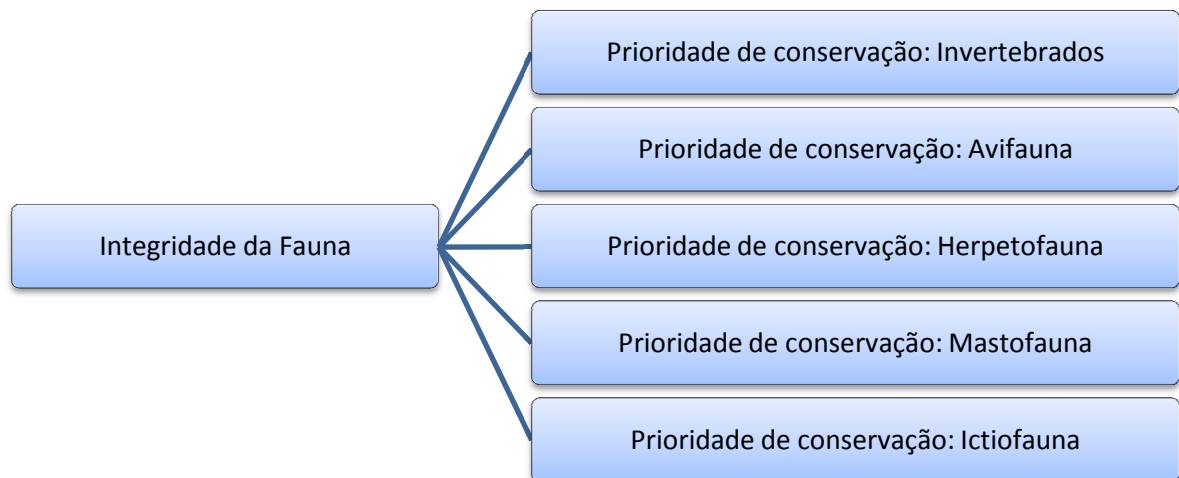 Prioridade de conservação: Invertebrados
Prioridade de conservação: Avifauna
Integridade da Fauna
Prioridade de conservação: Herpetofauna
Prioridade de conservação: Mastofauna
Prioridade de conservação: Ictiofauna